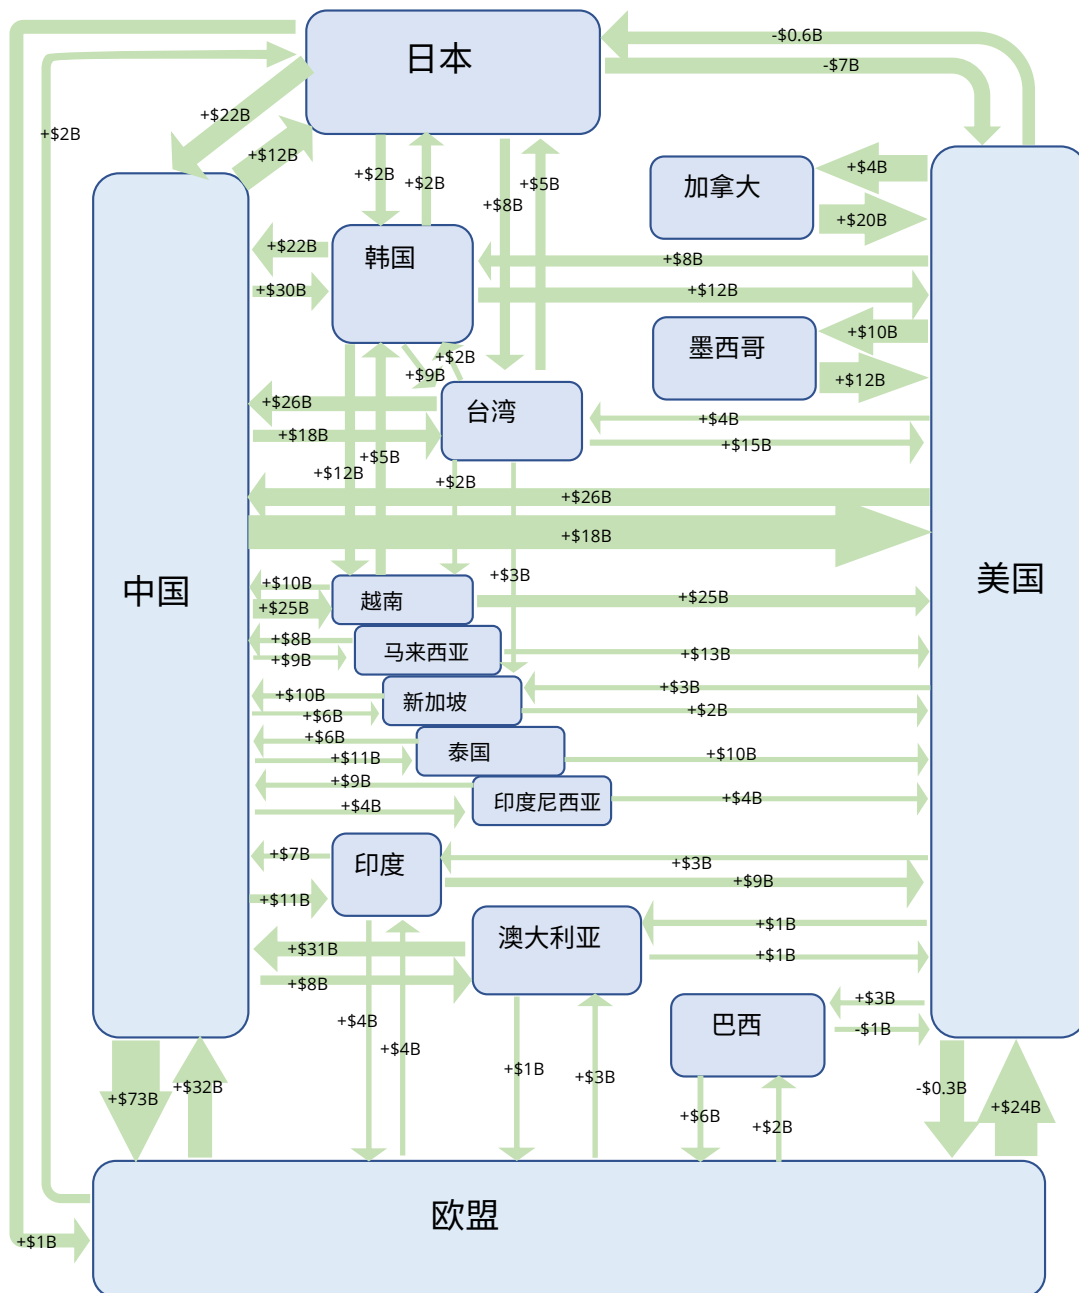 日本
-$0.6B
-$7B
+$22B
+$2B
+$12B
+$2B
+$2B
+$5B
+$8B
加拿大
+$4B
+$20B
韩国
+$22B
+$30B
+$8B
+$12B
墨西哥
+$10B
+$12B
+$2B
+$9B
台湾
+$26B
+$18B
+$4B
+$15B
+$5B
+$12B
+$2B
+$26B
+$18B
中国
美国
+$3B
+$10B
+$25B
越南
+$25B
+$8B
+$9B
马来西亚
+$13B
+$10B
+$6B
新加坡
+$3B
+$2B
+$6B
+$11B
泰国
+$10B
+$9B
+$4B
印度尼西亚
+$4B
+$7B
+$11B
印度
+$3B
+$9B
澳大利亚
+$31B
+$8B
+$1B
+$1B
巴西
+$3B
-$1B
+$4B
+$4B
+$1B
+$3B
+$6B
+$2B
+$73B
+$32B
-$0.3B
+$24B
欧盟
+$1B